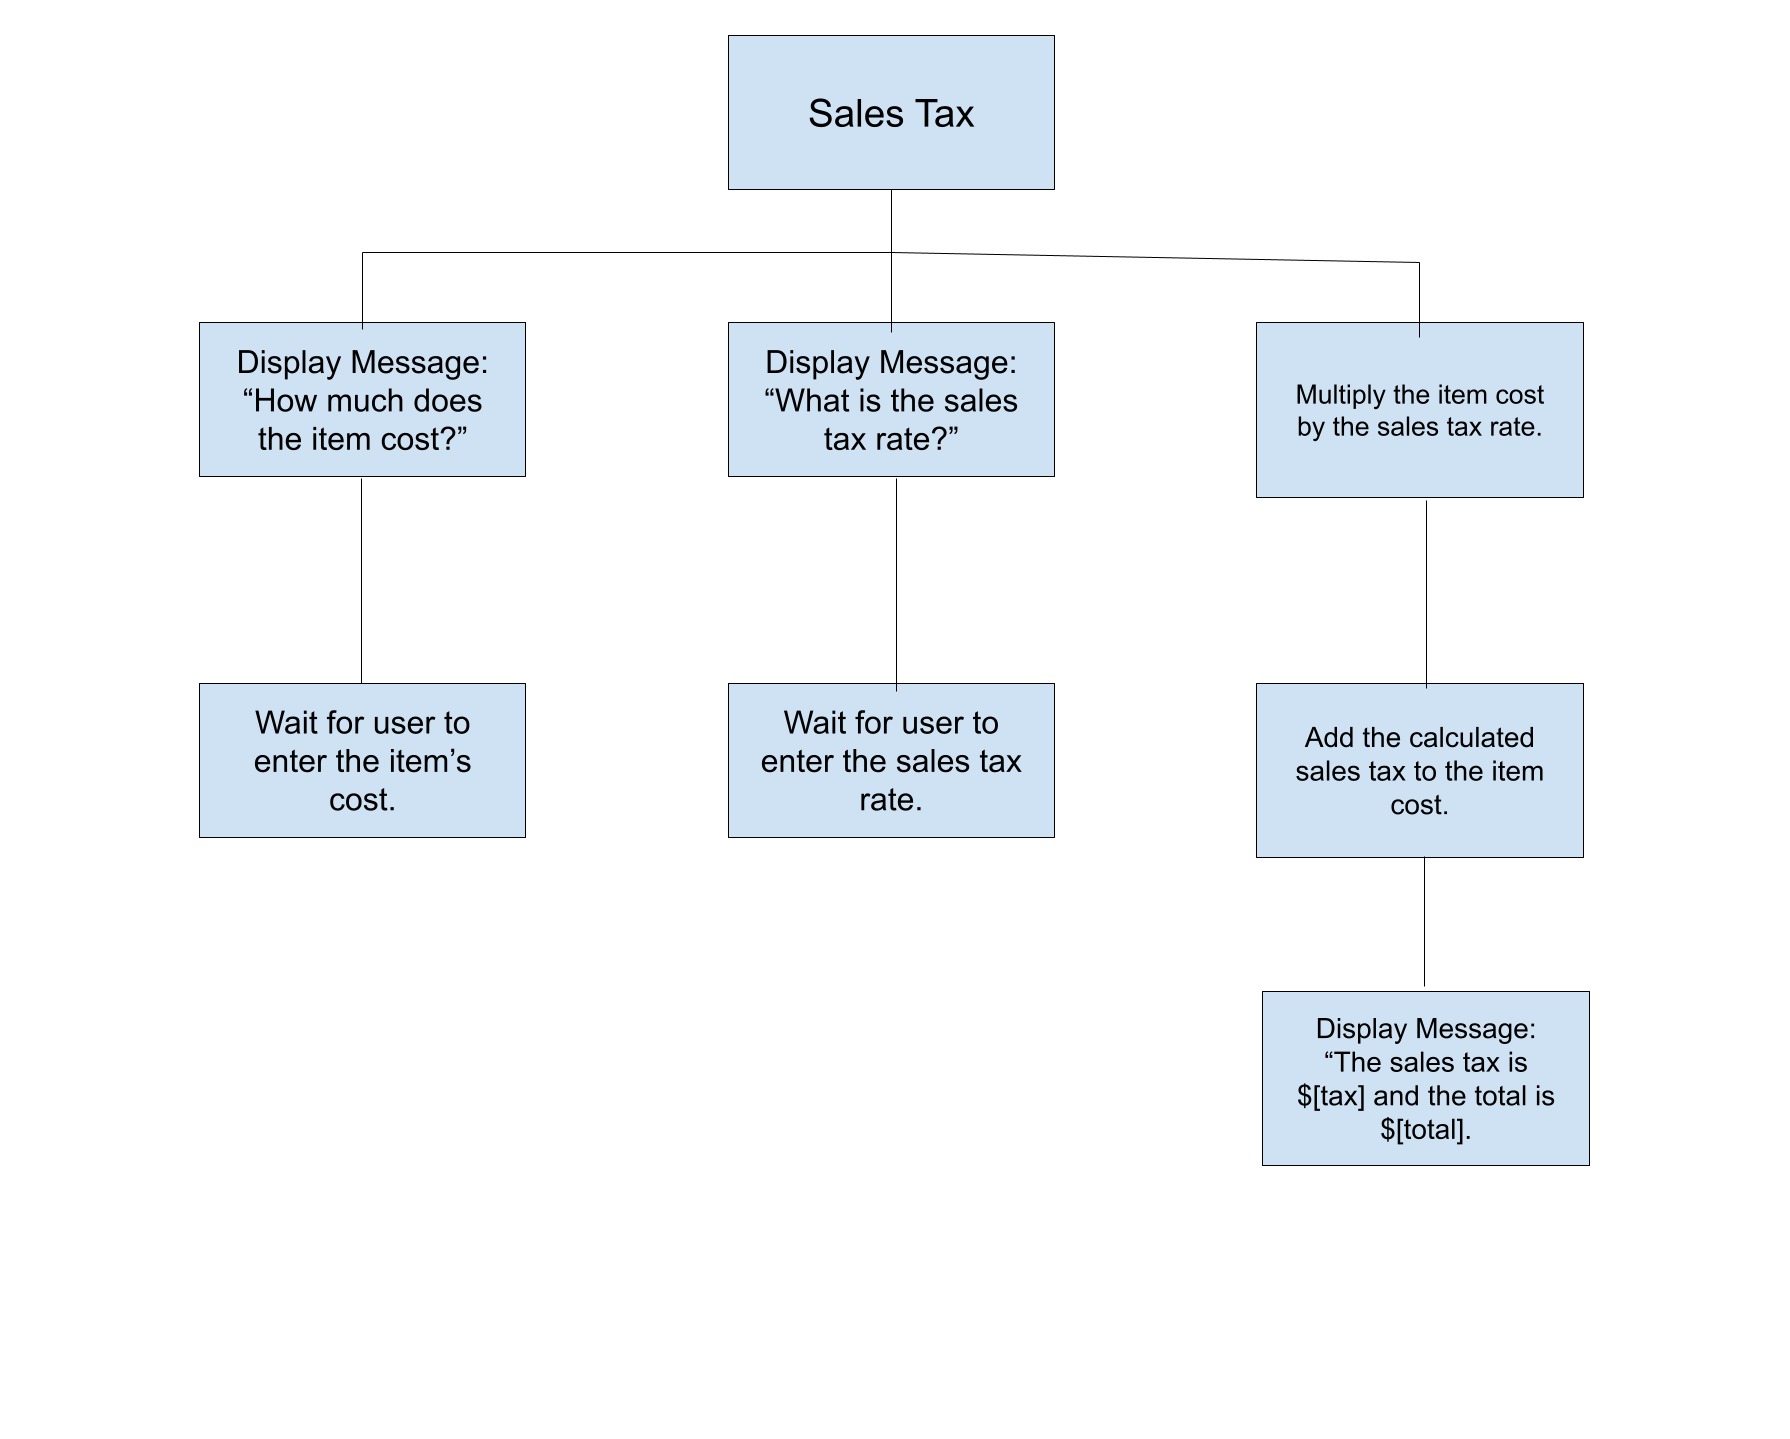 Sales Tax
Display Message:
“How much does
the item cost?”
Display Message:
“What is the sales
tax rate?”
Multiply the item cost
by the sales tax rate.
Wait for user to
enter the item’s
cost.
Wait for user to
enter the sales tax
rate.
Add the calculated
sales tax to the item
cost.
Display Message:
“The sales tax is
$[tax] and the total is
$[total].